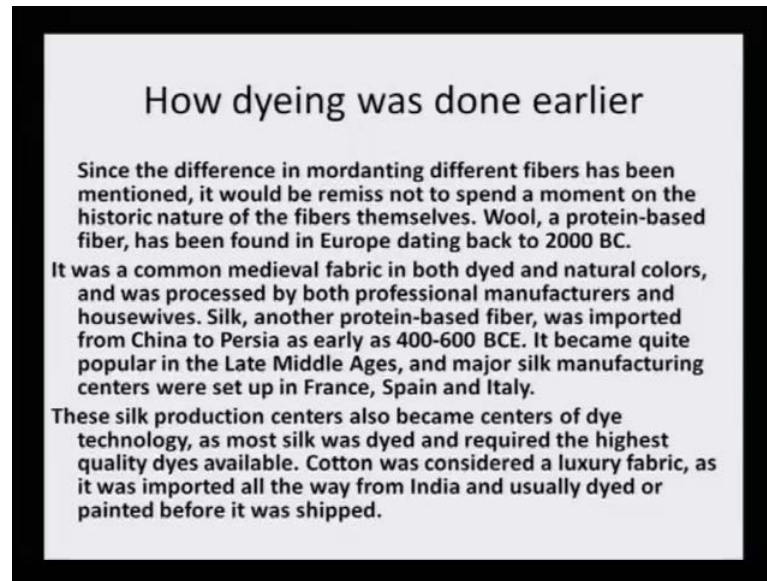 How dyeing was done earlier
Since the difference in mordanting different fibers has been
mentioned, it would be remiss not to spend a moment on the
historic nature of the fibers themselves. Wool, a protein-based
fiber, has been found in Europe dating back to 2000 BC.
It was a common medieval fabric in both dyed and natural colors,
and was processed by both professional manufacturers and
housewives. Silk, another protein-based fiber, was imported
from China to Persia as early as 400-600 BCE. It became quite
popular in the Late Middle Ages, and major silk manufacturing
centers were set up in France, Spain and Italy.
These silk production centers also became centers of dye
technology, as most silk was dyed and required the highest
quality dyes available. Cotton was considered a luxury fabric, as
it was imported all the way from India and usually dyed or
painted before it was shipped.